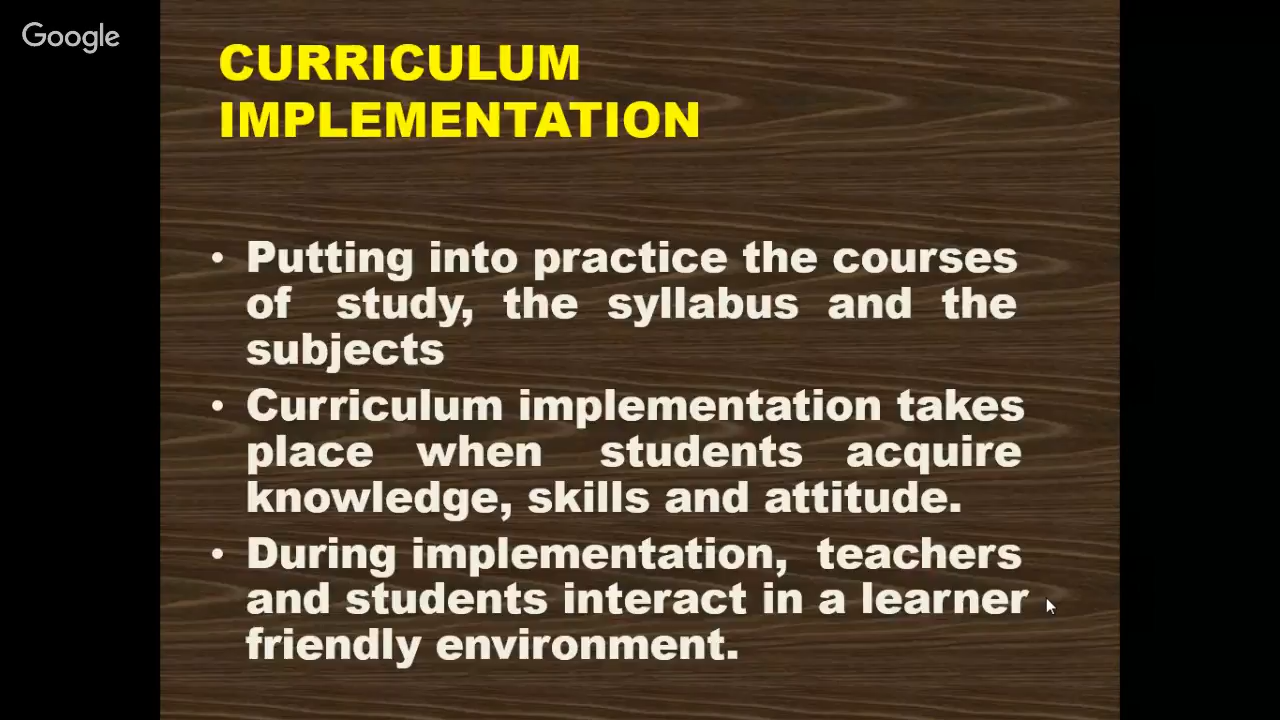 Google
CURRICULUM
IMPLEMENTATION
• Putting into practice the courses
of study, the syllabus and the
subjects
• Curriculum implementation takes
place when students acquire
knowledge, skills and attitude.
• During implementation, teachers
and students interact in a learner
friendly environment.